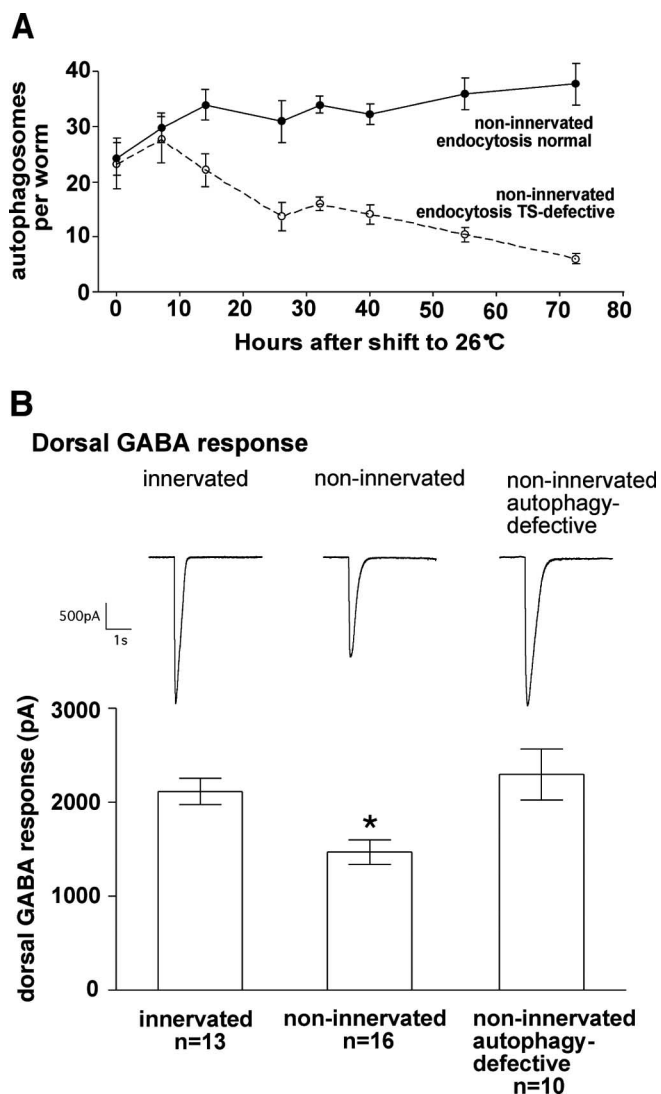 A
autophagosomes
per worm
40
30
20
10
0
non-innervated
endocytosis normal
non-innervated
endocytosis TS-defective
0 10 20 30 40 50 60 70 80
Hours after shift to 26°C
B
Dorsal GABA response
innervated
non-innervated
non-innervated
autophagy-
defective
500pA
1s
dorsal GABA response (pA)
3000
2000
1000
0
*
innervated
n=13
non-innervated
n=16
non-innervated
autophagy-
defective
n=10